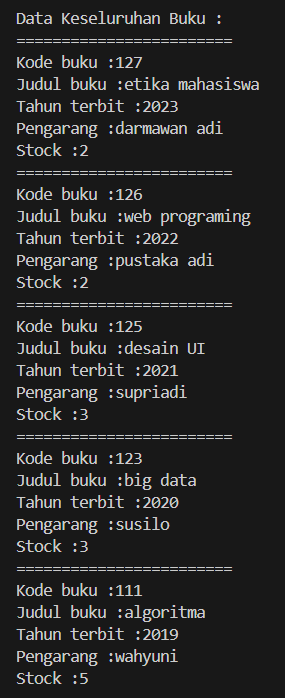 Data Keseluruhan Buku :
========================
Kode buku :127
Judul buku :etika mahasiswa
Tahun terbit :2023
Pengarang :darmawan adi
Stock :2
========================
Kode buku :126
Judul buku :web programing
Tahun terbit :2022
Pengarang :pustaka adi
Stock :2
========================
Kode buku :125
Judul buku :desain UI
Tahun terbit :2021
Pengarang :supriadi
Stock :3
========================
Kode buku :123
Judul buku :big data
Tahun terbit :2020
Pengarang :susilo
Stock :3
========================
Kode buku :111
Judul buku :algoritma
Tahun terbit :2019
Pengarang :wahyuni
Stock :5